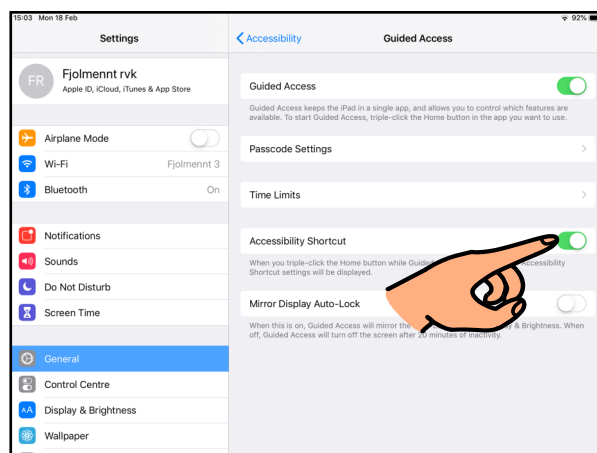 15:03 Mon 18 Feb
92%
Settings
Accessibility
Guided Access
FR
Fjolmennt rvk
Apple ID, iCloud, iTunes & App Store
Airplane Mode
Wi-Fi
Fjolmennt 3
Bluetooth
On
Notifications
Sounds
Do Not Disturb
Screen Time
General
Control Centre
AA
Display & Brightness
Wallpaper
Guided Access
Guided Access keeps the iPad in a single app, and allows you to control which features are
available. To start Guided Access, triple-click the Home button in the app you want to use.
Passcode Settings
Time Limits
Accessibility Shortcut
When you triple-click the Home button while Guided Accessibility
Shortcut settings will be displayed.
Mirror Display Auto-Lock
When this is on, Guided Access will mirror the & Brightness. When
off, Guided Access will turn off the screen after 20 minutes of inactivity.